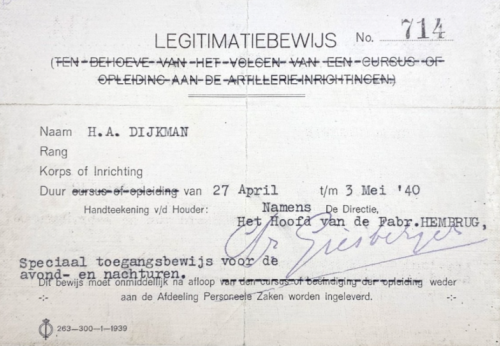 LEGITIMATIEBEWIJS No. 714
(TEN BEHOEVE VAN HET VOLGEN VAN EEN CURSUS OF
OPLEIDING AAN DE ARTILLERIE-INRICHTINGEN)
Naam H.A. DIJKMAN
Rang
Korps of Inrichting
Duur cursus of opleiding van 27 April t/m 3 Mei '40
Handteekening v/d Houder: Namens De Directie,
Het Hoofd van de Fabr.HEMBRUG,
Speciaal toegangsbewijs voor de
avond- en nachturen.
Dit bewijs moet onmiddellijk na afloop van den cursus of beëindiging der opleiding weder
-:- aan de Afdeeling Personeele Zaken worden ingeleverd. -:-
263-300-1-1939